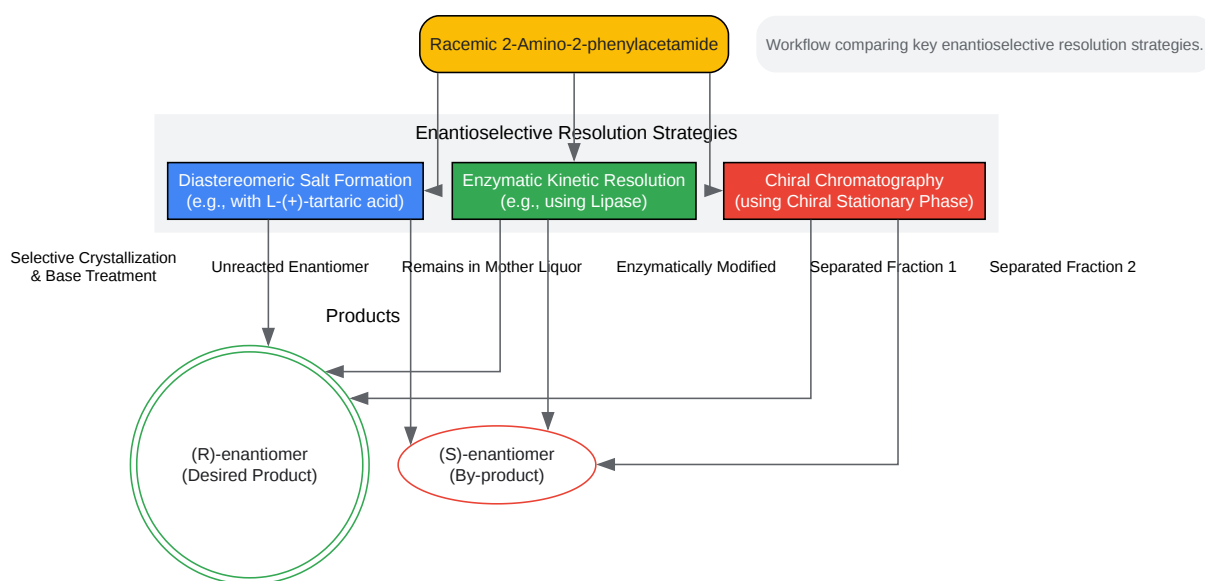 Racemic 2-Amino-2-phenylacetamide
Workflow comparing key enantioselective resolution strategies.
Enantioselective Resolution Strategies
Diastereomeric Salt Formation
(e.g., with L-(+)-tartaric acid)
Enzymatic Kinetic Resolution
(e.g., using Lipase)
Chiral Chromatography
(using Chiral Stationary Phase)
Selective Crystallization
& Base Treatment
Unreacted Enantiomer
Remains in Mother Liquor
Enzymatically Modified
Separated Fraction 1
Separated Fraction 2
Products
(R)-enantiomer
(Desired Product)
(S)-enantiomer
(By-product)